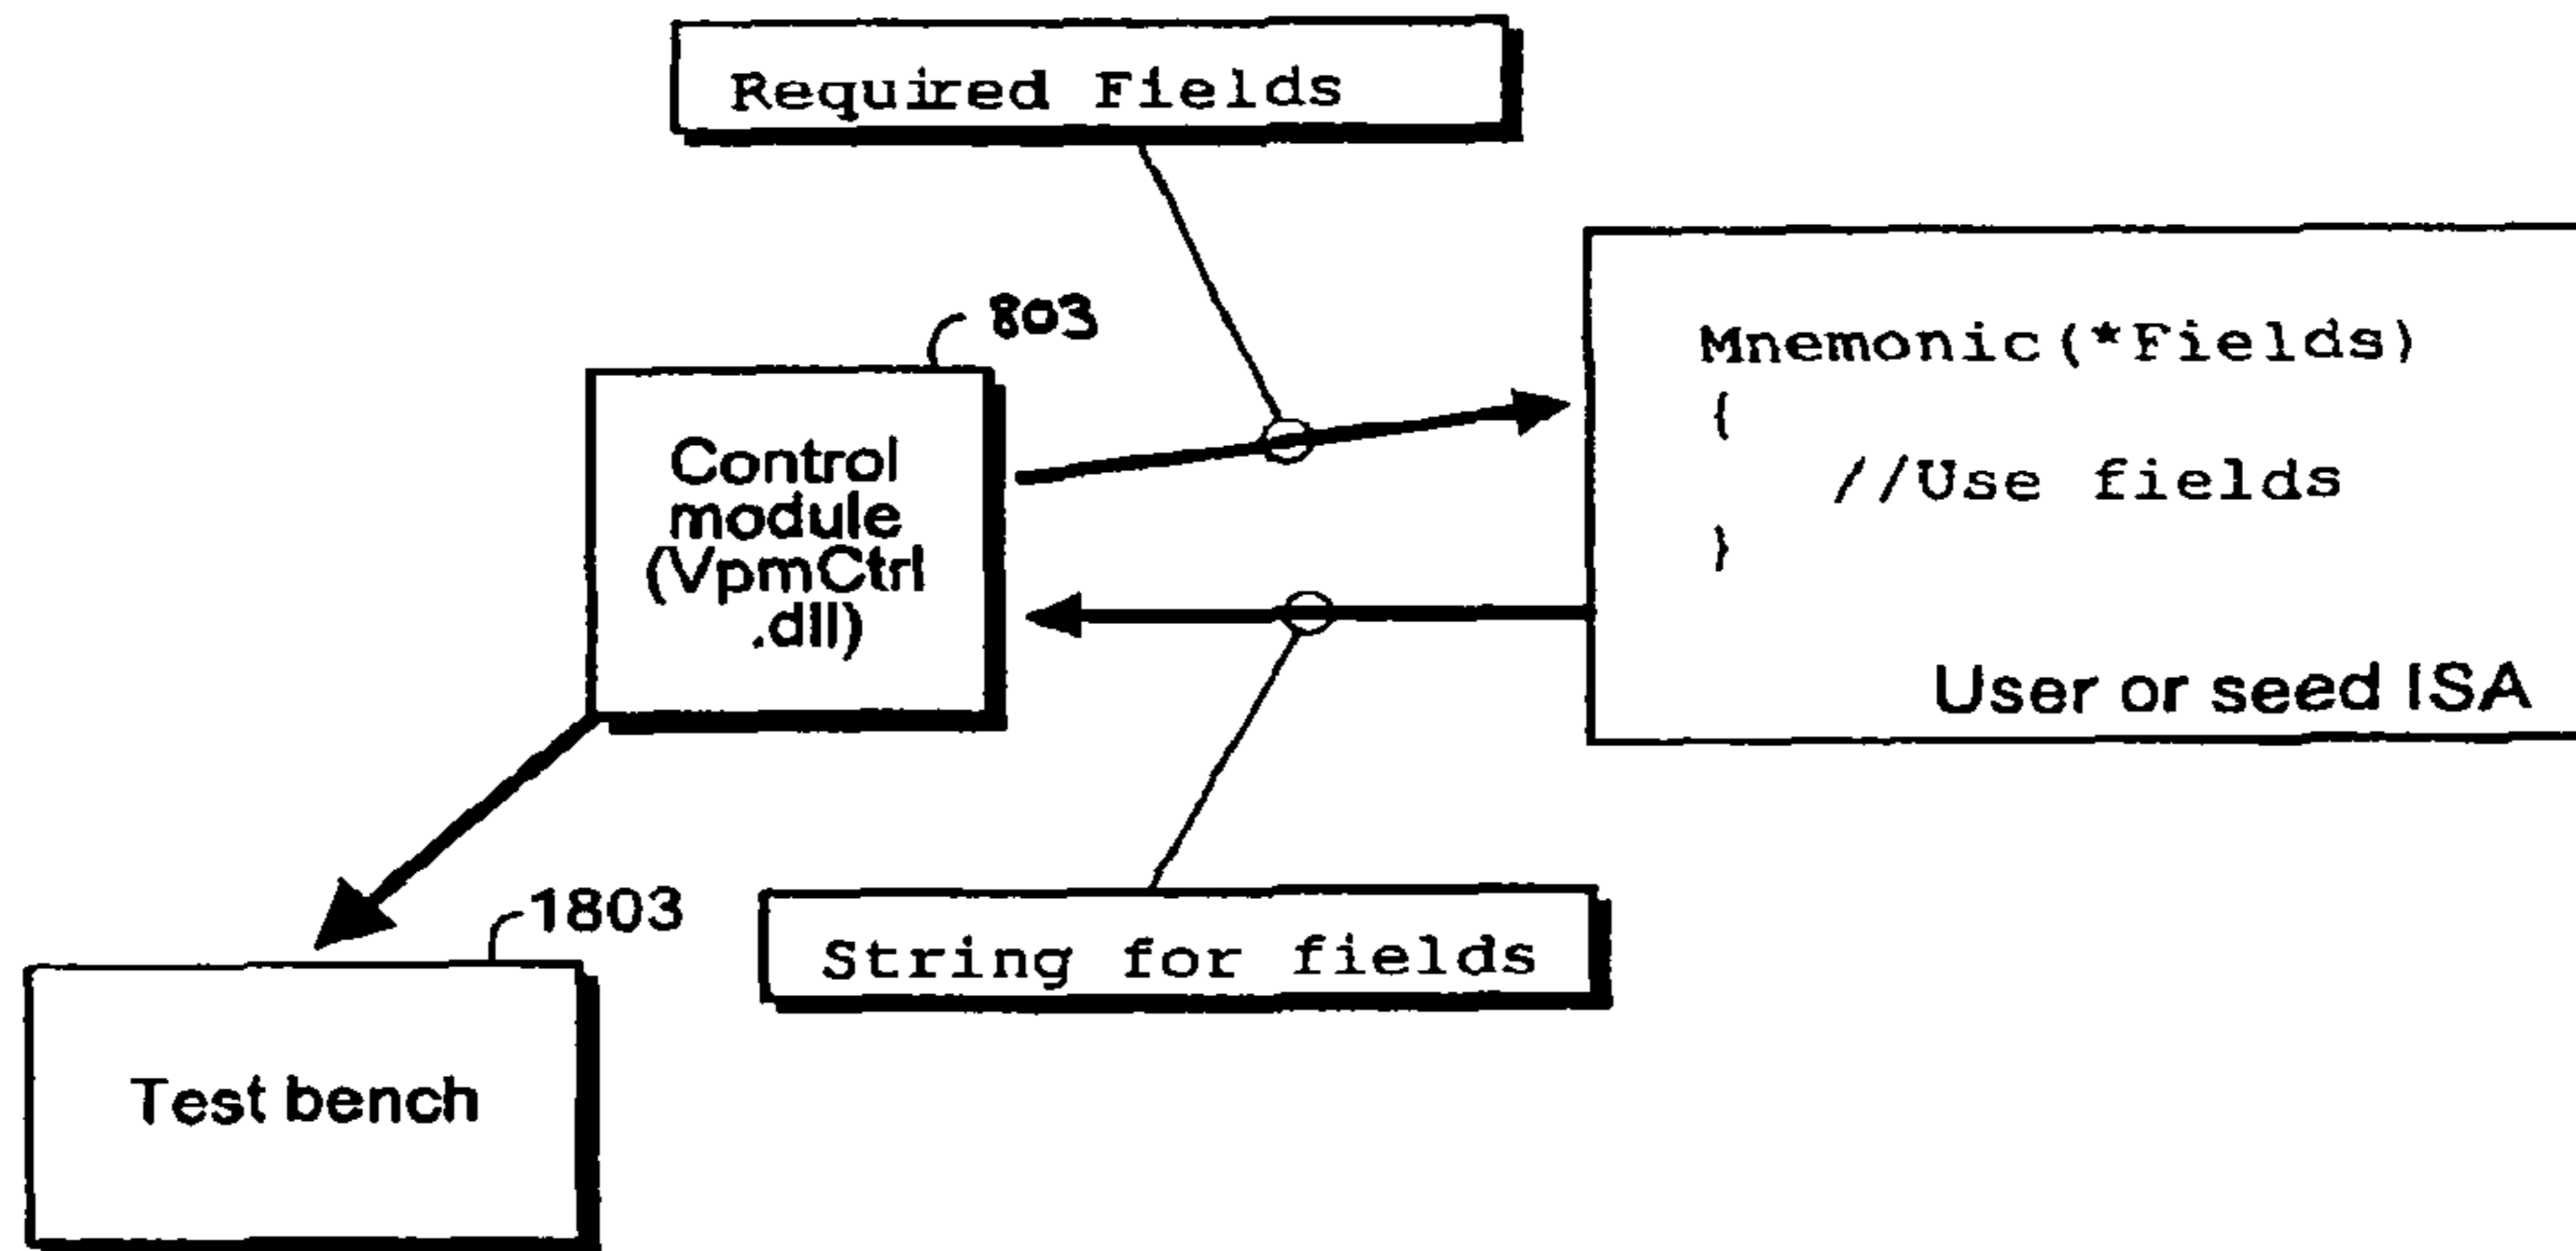 Required Fields
803
Control
module
(VpmCtrl
.dll)
Mnemonic(*Fields)
{
//Use fields
}
User or seed ISA
1803
String for fields
Test bench